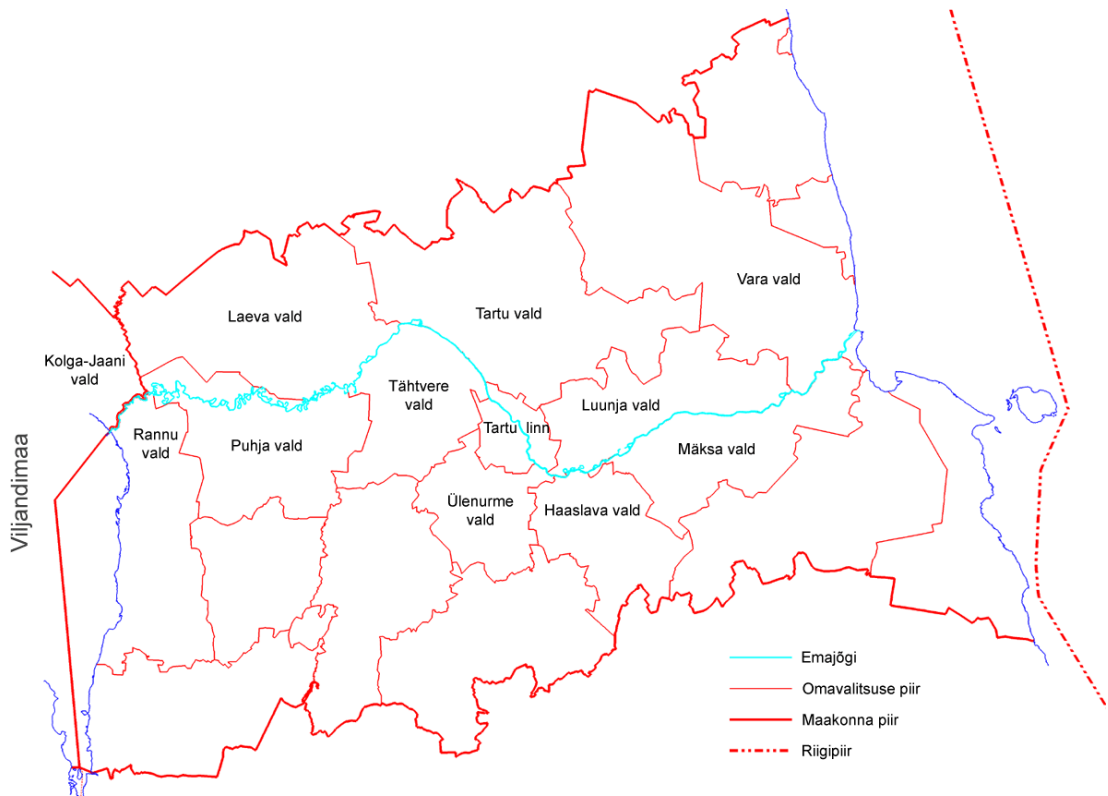 Vara vald
Laeva vald
Tartu vald
Kolga-Jaani
vald
Tähtvere
vald
Luunja vald
Rannu
vald
Puhja vald
Tartu linn
Mäksa vald
Ülenurme
vald
Haaslava vald
Viljandimaa
Emajõgi
Omavalitsuse piir
Maakonna piir
Riigipiir